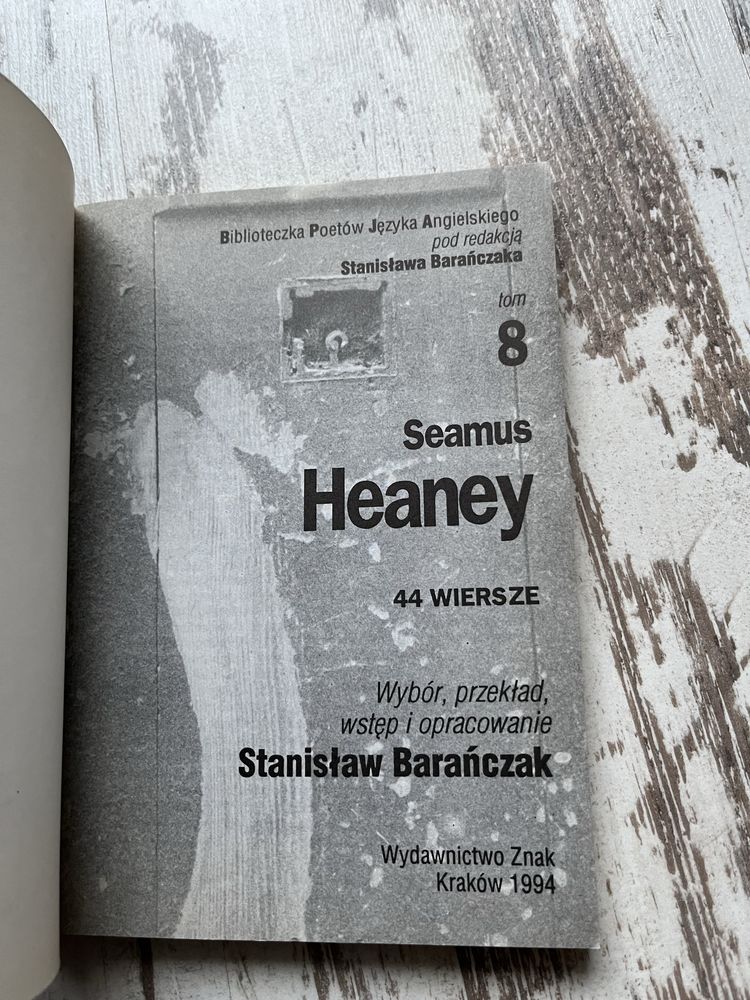 Biblioteczka Poetów Języka Angielskiego
pod redakcją
Stanisława Barańczaka
tom
8
Seamus
Heaney
44 WIERSZE
Wybór, przekład,
wstęp i opracowanie
Stanisław Barańczak
Wydawnictwo Znak
Kraków 1994